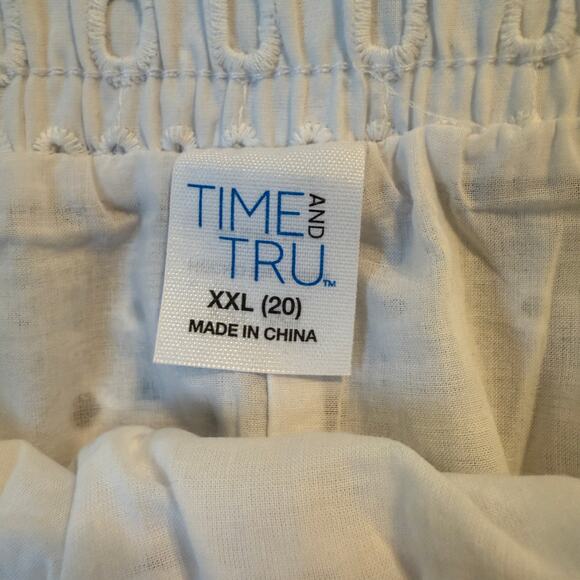 TIME AND
TRU™
XXL (20)
MADE IN CHINA